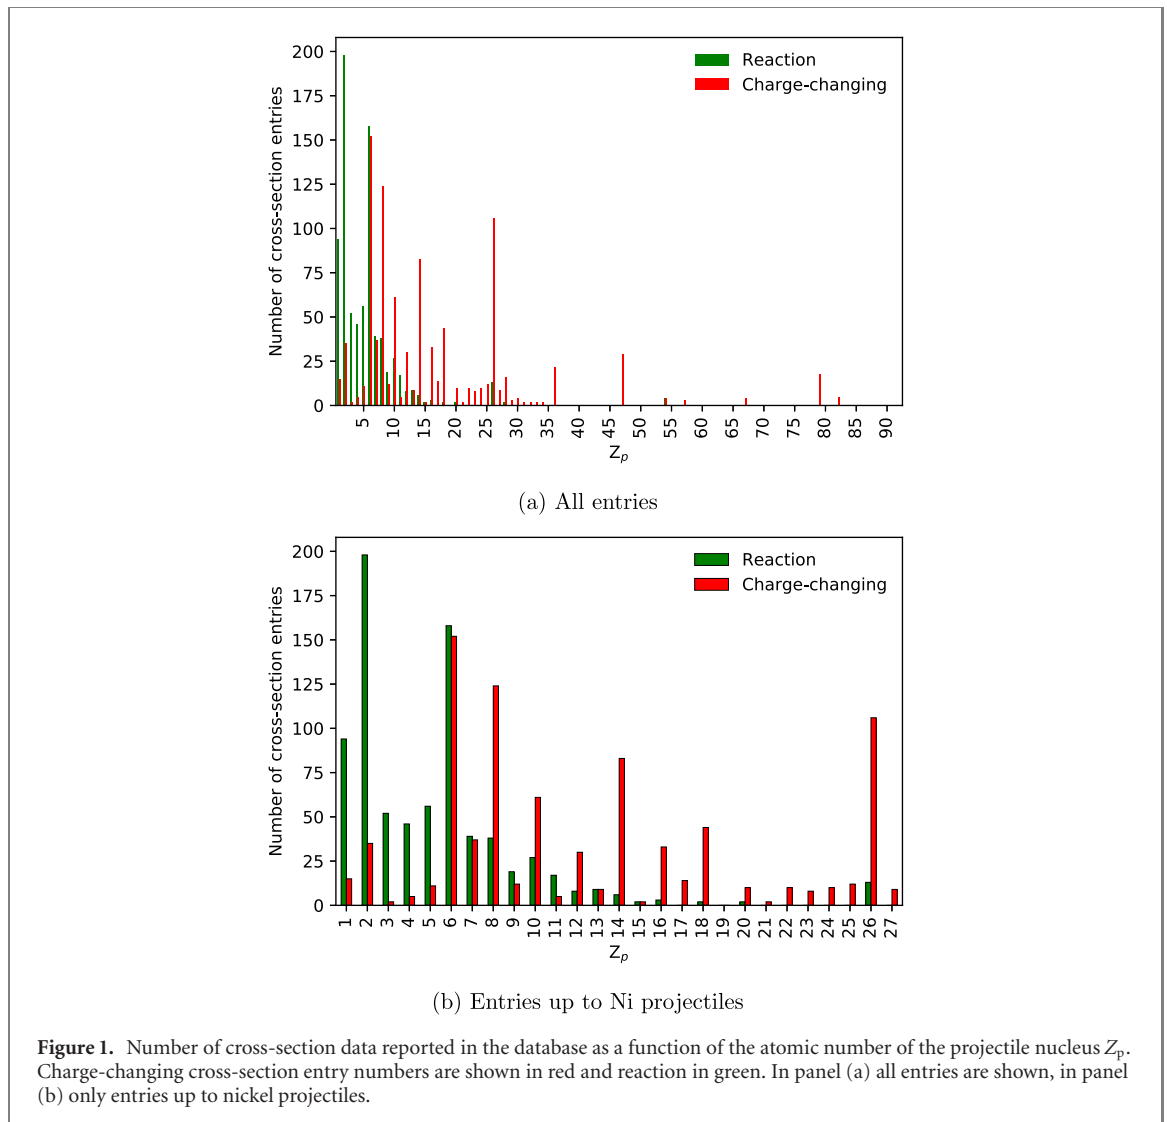 200
175
150
125
100
75
50
25
0
Number of cross-section entries
Reaction
Charge-changing
5 10 15 20 25 30 35 40 45 50 55 60 65 70 75 80 85 90
Zp
(a) All entries
200
175
150
125
100
75
50
25
0
Number of cross-section entries
Reaction
Charge-changing
1 2 3 4 5 6 7 8 9 10 11 12 13 14 15 16 17 18 19 20 21 22 23 24 25 26 27
Zp
(b) Entries up to Ni projectiles
Figure 1. Number of cross-section data reported in the database as a function of the atomic number of the projectile nucleus Zp.
Charge-changing cross-section entry numbers are shown in red and reaction in green. In panel (a) all entries are shown, in panel
(b) only entries up to nickel projectiles.